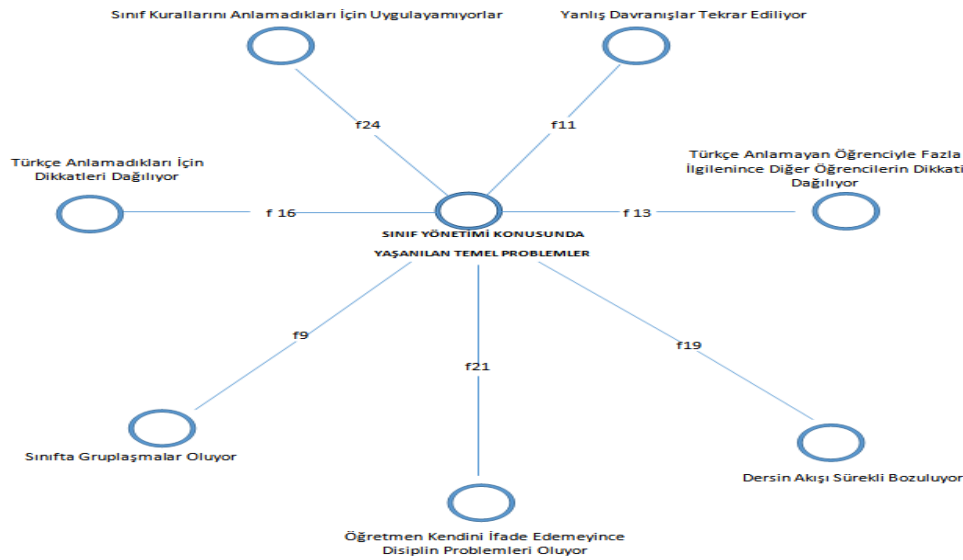 Sınıf Kurallarını Anlamadıkları İçin Uygulayamıyorlar
Yanlış Davranışlar Tekrar Ediliyor
f24
f11
Türkçe Anlamadıkları İçin
Dikkatleri Dağılıyor
Türkçe Anlamayan Öğrenciyle Fazla
İlgilenince Diğer Öğrencilerin Dikkati
Dağılıyor
f 16
f 13
SINIF YÖNETİMİ KONUSUNDA
YAŞANILAN TEMEL PROBLEMLER
f9
f21
f19
Sınıfta Gruplaşmalar Oluyor
Dersin Akışı Sürekli Bozuluyor
Öğretmen Kendini İfade Edemeyince
Disiplin Problemleri Oluyor